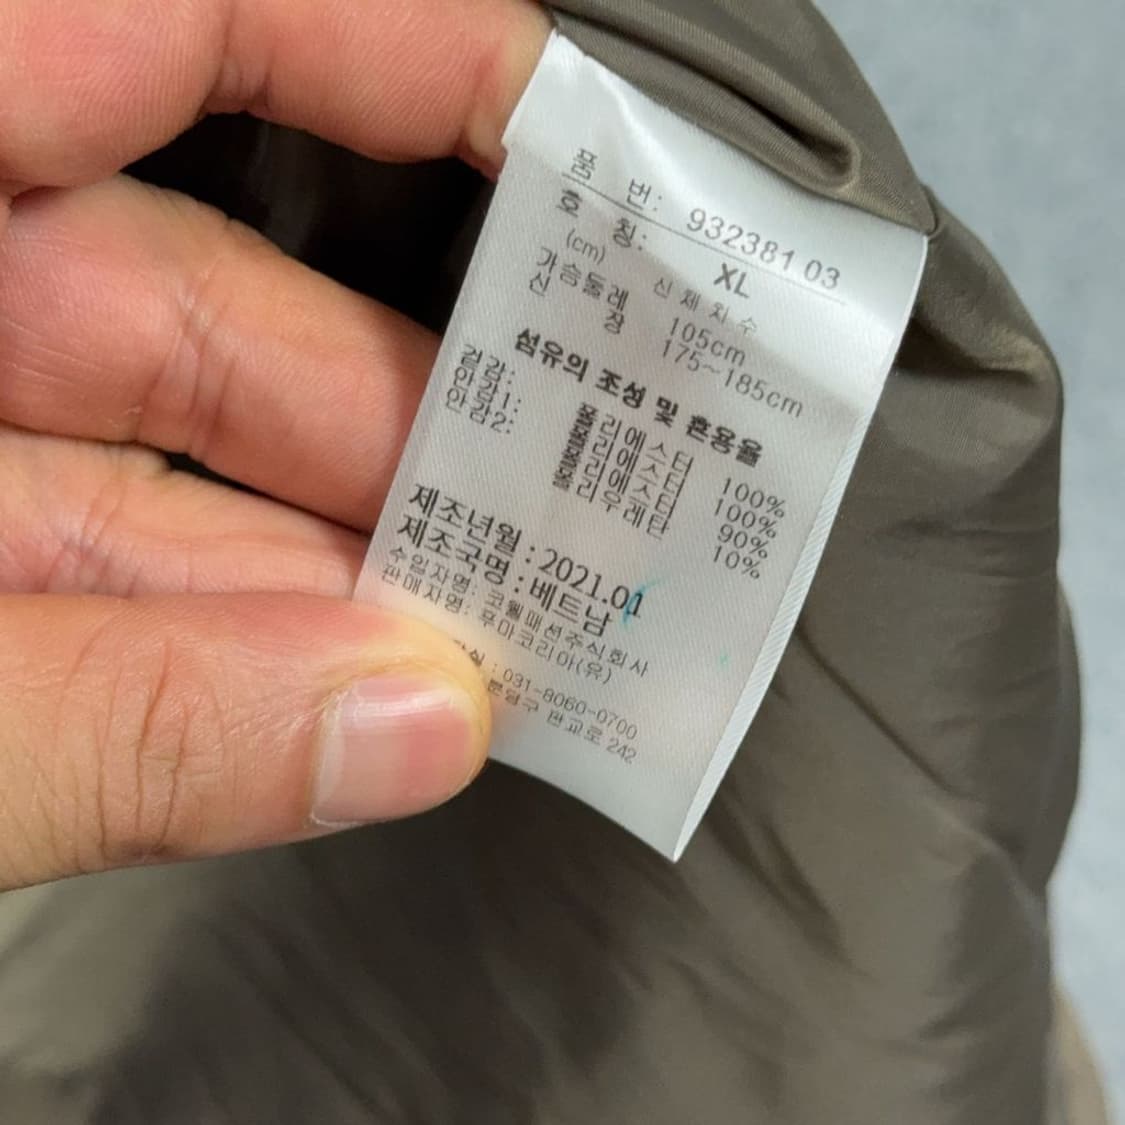 품 번: 932381 03
호 칭: XL
(cm) 신체치수
가슴둘레 105cm
신 장 175~185cm
섬유의 조성 및 혼용율
겉감: 폴리에스터 100%
안감1: 폴리에스터 100%
안감2: 폴리에스터 90%
폴리우레탄 10%
제조년월 : 2021.01
제조국명 : 베트남
수입자명: 코웰패션주식회사
판매자명: 푸마코리아(유)
실 : 031-8060-0700
분당구 판교로 242